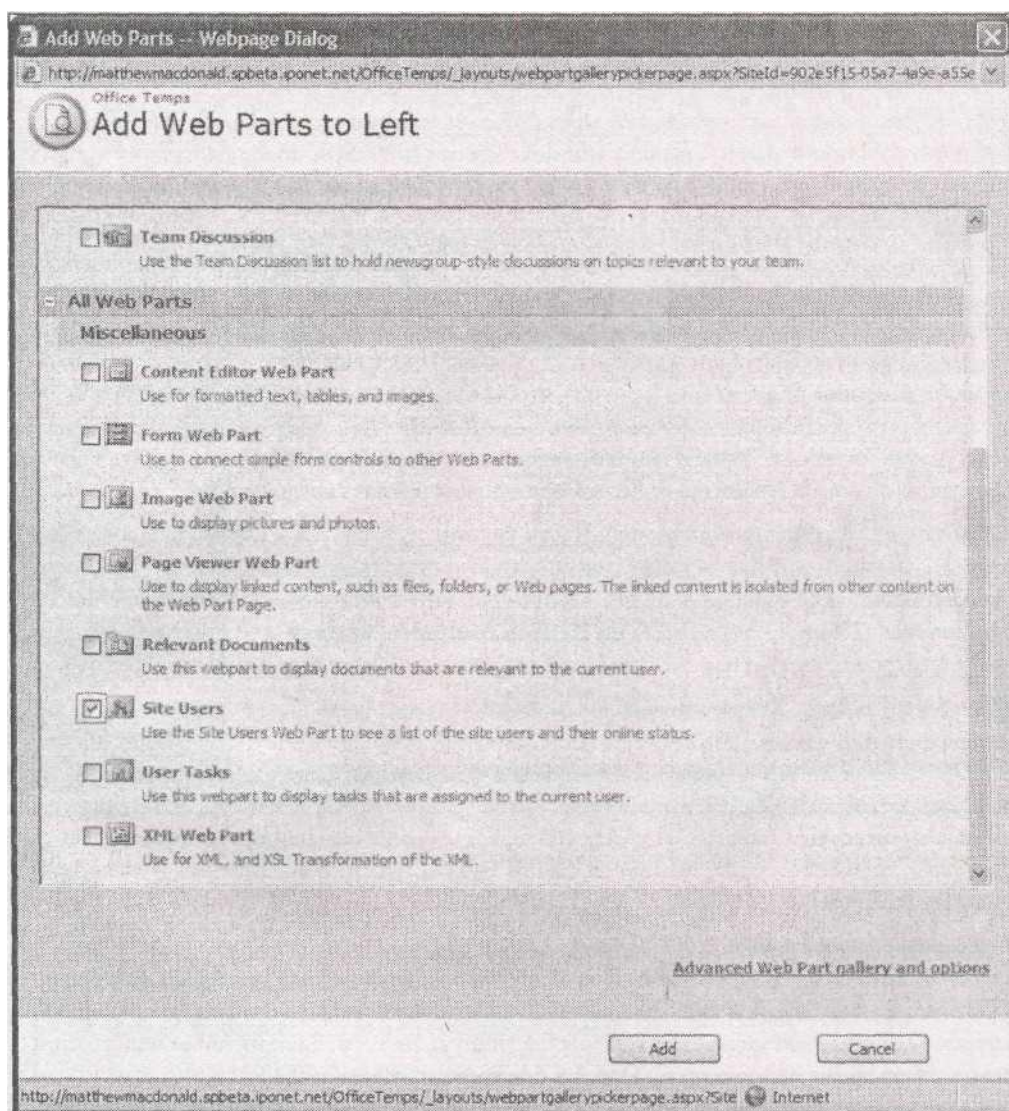 Add Web Parts -- Webpage Dialog
http://matthewmacdonald.spbeta.iponet.net/OfficeTemps/_layouts/webpartgallerypickerpage.aspx?SiteId=902e5f15-05a7-4a9e-a55e
Office Temps
Add Web Parts to Left
Team Discussion
Use the Team Discussion list to hold newsgroup-style discussions on topics relevant to your team.
All Web Parts
Miscellaneous
Content Editor Web Part
Use for formatted text, tables, and images.
Form Web Part
Use to connect simple form controls to other Web Parts.
Image Web Part
Use to display pictures and photos.
Page Viewer Web Part
Use to display linked content, such as files, folders, or Web pages. The linked content is isolated from other content on
the Web Part Page.
Relevant Documents
Use this webpart to display documents that are relevant to the current user.
Site Users
Use the Site Users Web Part to see a list of the site users and their online status.
User Tasks
Use this webpart to display tasks that are assigned to the current user.
XML Web Part
Use for XML, and XSL Transformation of the XML.
Advanced Web Part gallery and options
Add Cancel
http://matthewmacdonald.spbeta.iponet.net/OfficeTemps/_layouts/webpartgallerypickerpage.aspx?Site Internet